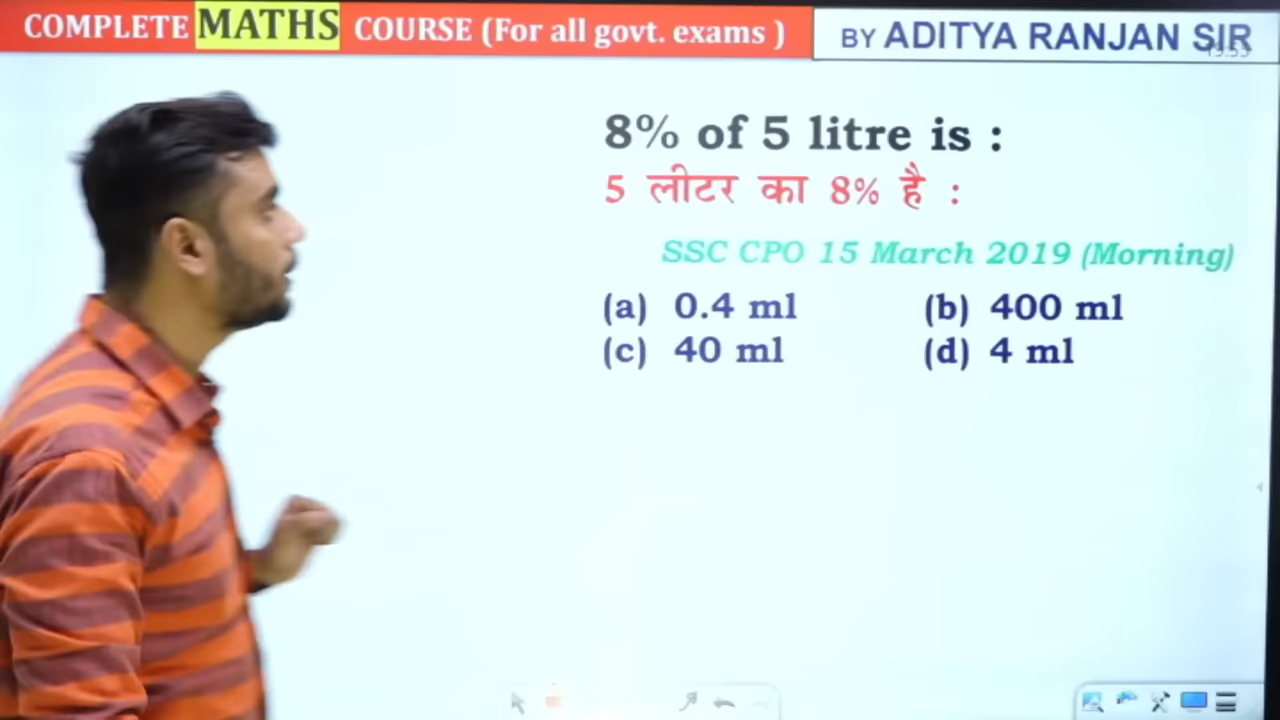 COMPLETE MATHS COURSE (For all govt. exams ) BY ADITYA RANJAN SIR
8% of 5 litre is :
5 लीटर का 8% है :
SSC CPO 15 March 2019 (Morning)
(a) 0.4 ml (b) 400 ml
(c) 40 ml (d) 4 ml